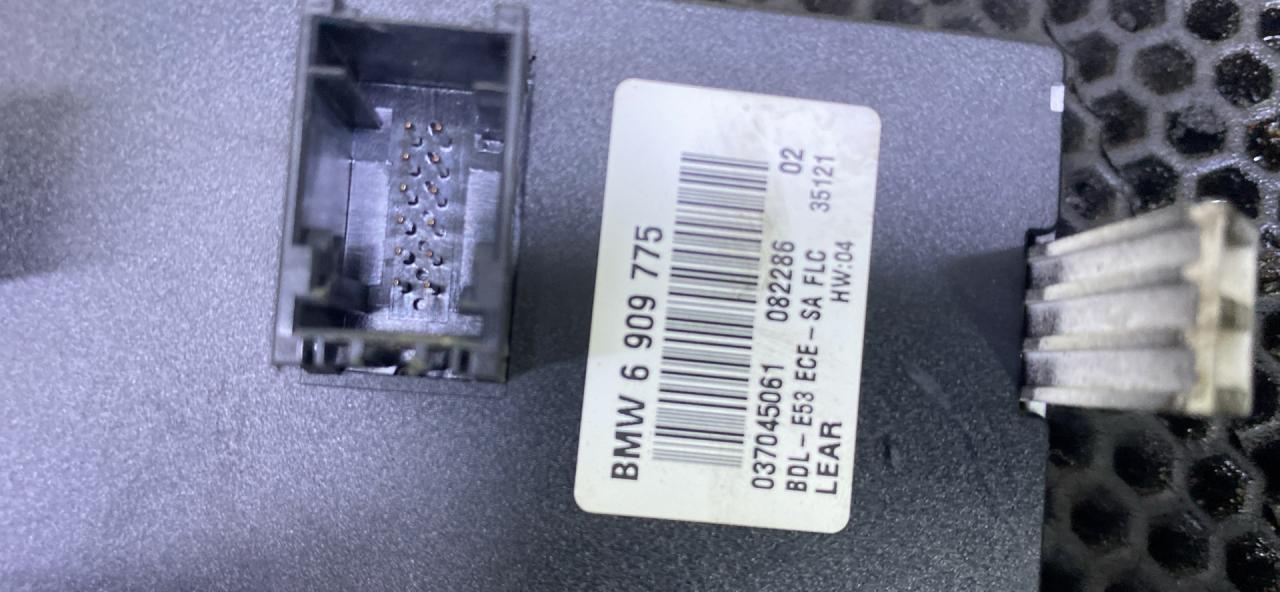 BMW 6 909 775
037045061 082286 02
BDL-E53 ECE-SA FLC 35121
LEAR HW:04